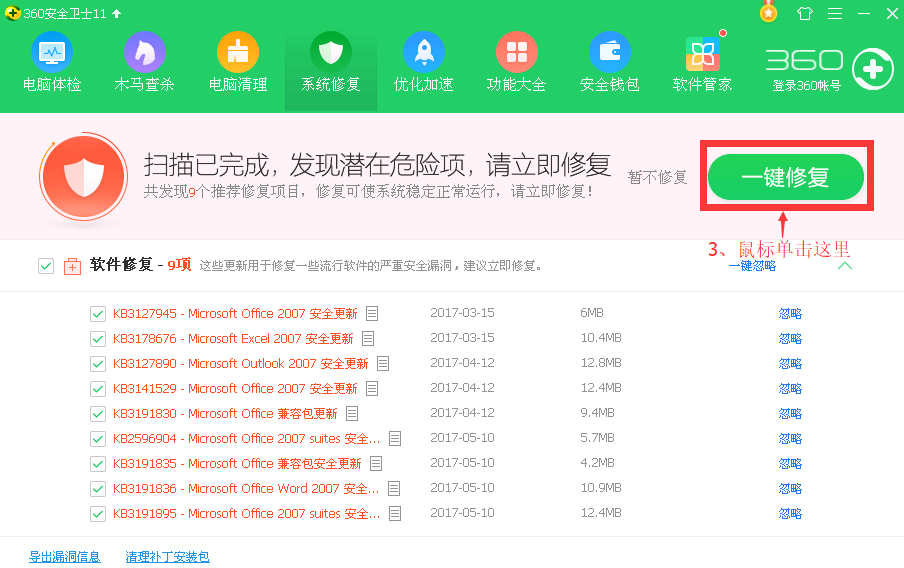 360安全卫士11
电脑体检 木马查杀 电脑清理 系统修复 优化加速 功能大全 安全钱包 软件管家
360
登录360帐号
扫描已完成，发现潜在危险项，请立即修复
共发现9个推荐修复项目，修复可使系统稳定正常运行，请立即修复！
暂不修复
一键修复
3、鼠标单击这里
软件修复 - 9项 这些更新用于修复一些流行软件的严重安全漏洞，建议立即修复。 一键忽略
KB3127945 - Microsoft Office 2007 安全更新 2017-03-15 6MB 忽略
KB3178676 - Microsoft Excel 2007 安全更新 2017-03-15 10.4MB 忽略
KB3127890 - Microsoft Outlook 2007 安全更新 2017-04-12 12.8MB 忽略
KB3141529 - Microsoft Office 2007 安全更新 2017-04-12 12.4MB 忽略
KB3191830 - Microsoft Office 兼容包更新 2017-04-12 9.4MB 忽略
KB2596904 - Microsoft Office 2007 suites 安全... 2017-05-10 5.7MB 忽略
KB3191835 - Microsoft Office 兼容包安全更新 2017-05-10 4.2MB 忽略
KB3191836 - Microsoft Office Word 2007 安全... 2017-05-10 10.9MB 忽略
KB3191895 - Microsoft Office 2007 suites 安全... 2017-05-10 12.4MB 忽略
导出漏洞信息 清理补丁安装包